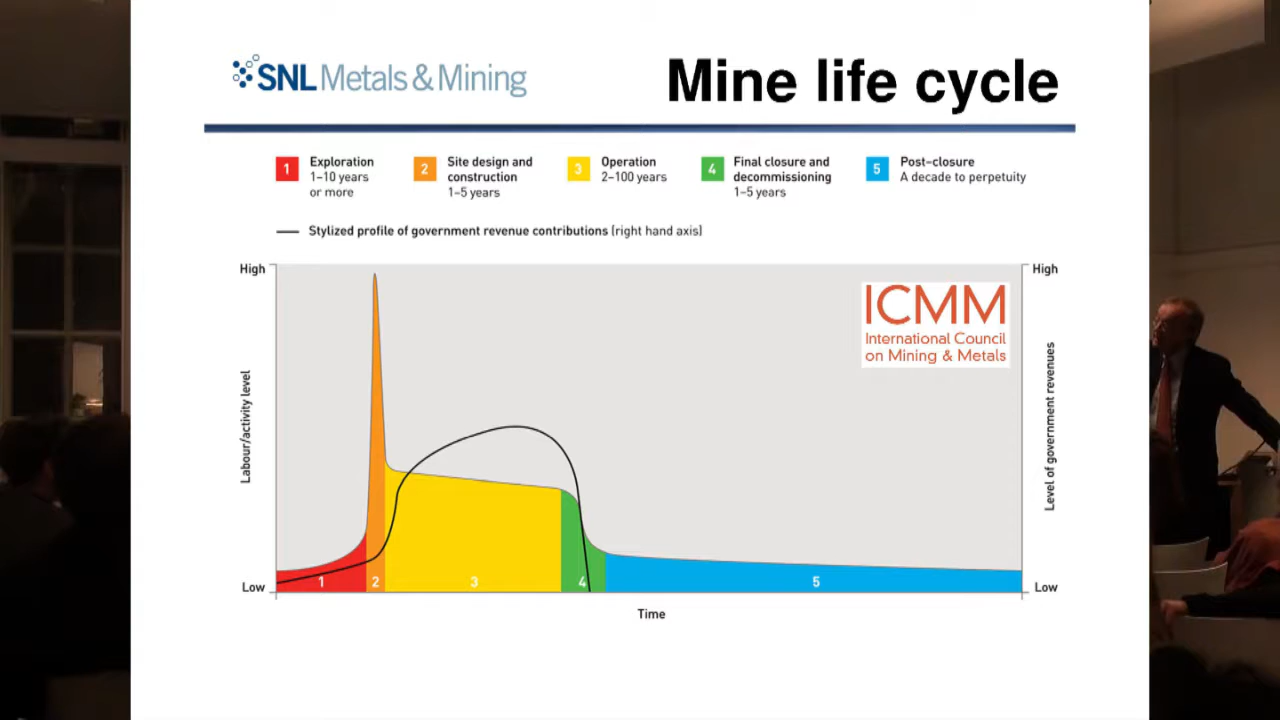 SNL Metals & Mining
Mine life cycle
1 Exploration
1–10 years
or more
2 Site design and
construction
1–5 years
3 Operation
2–100 years
4 Final closure and
decommissioning
1–5 years
5 Post–closure
A decade to perpetuity
Stylized profile of government revenue contributions (right hand axis)
High
High
ICMM
International Council
on Mining & Metals
Labour/activity level
Level of government revenues
1
2
3
4
5
Low
Low
Time